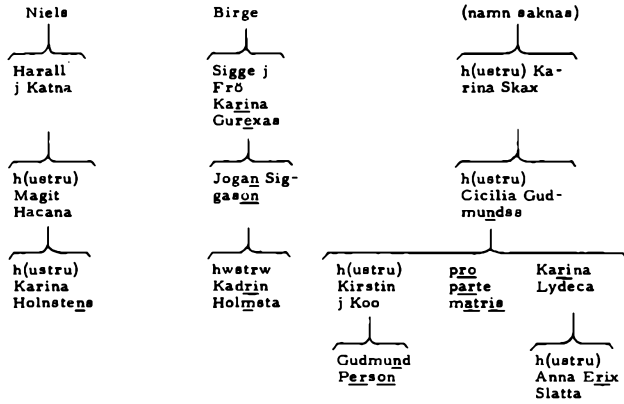 Niels
Birge
(namn saknas)
Harall
j Katna
Sigge j
Frö
Karina
Gurexas
h(ustru) Ka-
rina Skax
h(ustru)
Magit
Hacana
Jogan Sig-
gason
h(ustru)
Cicilia Gud-
mundss
h(ustru)
Karina
Holnstens
hwstrw
Kadrin
Holmsta
h(ustru)
Kirstin
j Koo
pro
parte
matris
Karina
Lydeca
Gudmund
Person
h(ustru)
Anna Erix
Slatta